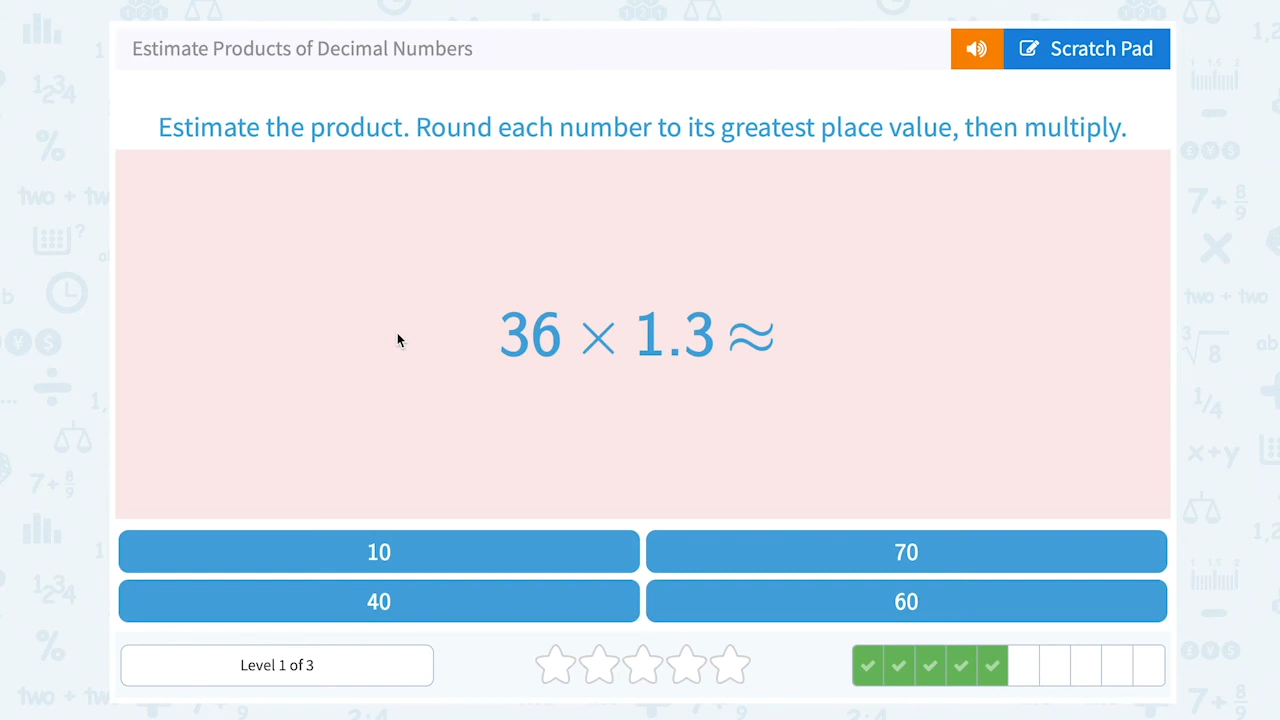 Estimate Products of Decimal Numbers
Scratch Pad
Estimate the product. Round each number to its greatest place value, then multiply.
36 × 1.3 ≈
10
70
40
60
Level 1 of 3